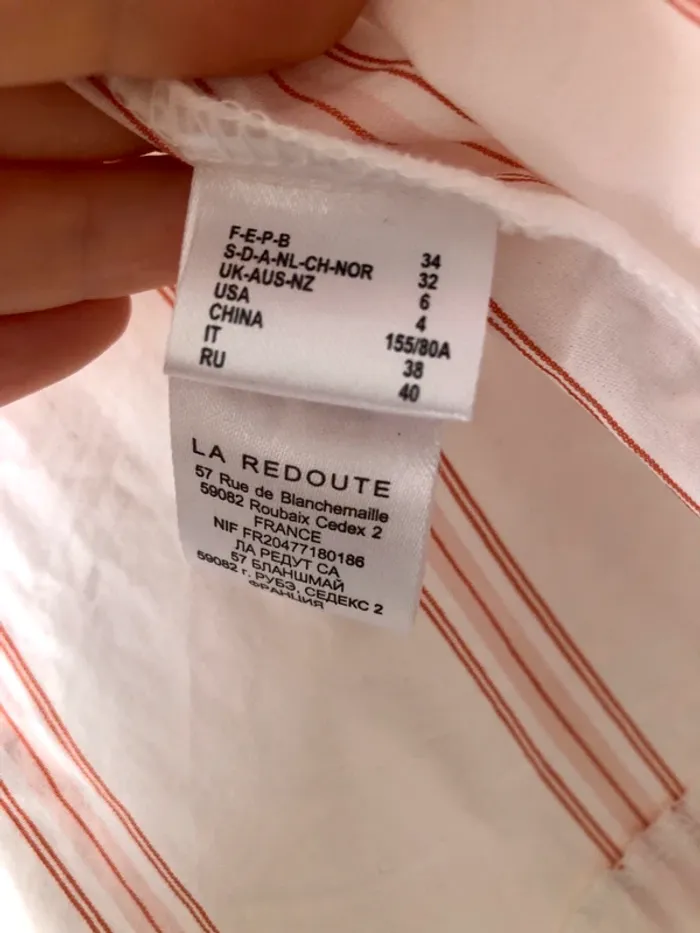 F-E-P-B 34
S-D-A-NL-CH-NOR 32
UK-AUS-NZ 6
USA 4
CHINA 155/80A
IT 38
RU 40
LA REDOUTE
57 Rue de Blanchemaille
59082 Roubaix Cedex 2
FRANCE
NIF FR20477180186
ЛА РЕДУТ СА
57 БЛАНШМАЙ
59082 г. РУБЭ, СЕДЕКС 2
ФРАНЦИЯ